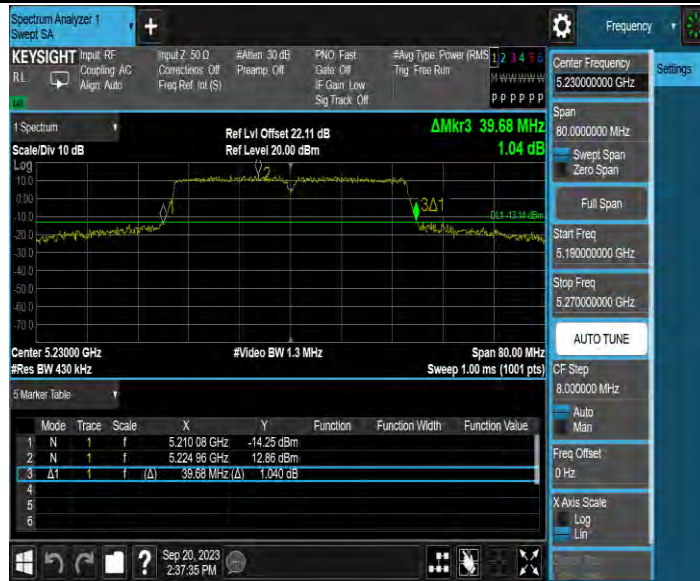 Spectrum Analyzer 1
Swept SA
+
Frequency
Settings
KEYSIGHT
RL
Input: RF
Coupling: AC
Align: Auto
Input Z: 50 Ω
Corrections: Off
Freq Ref: Int (S)
#Atten: 30 dB
Preamp: Off
PNO: Fast
Gate: Off
IF Gain: Low
Sig Track: Off
#Avg Type: Power (RMS
Trig: Free Run
1 2 3 4 5 6
M W W W W W
P P P P P P
1 Spectrum
Scale/Div 10 dB
Ref Lvl Offset 22.11 dB
Ref Level 20.00 dBm
ΔMkr3 39.68 MHz
1.04 dB
Log
10.0
0.00
-10.0
-20.0
-30.0
-40.0
-50.0
-60.0
-70.0
1
2
3Δ1
DL1 -13.14 dBm
Center 5.23000 GHz
#Res BW 430 kHz
#Video BW 1.3 MHz
Span 80.00 MHz
Sweep 1.00 ms (1001 pts)
5 Marker Table
Mode Trace Scale X Y Function Function Width Function Value
1 N 1 f 5.210 08 GHz -14.25 dBm
2 N 1 f 5.224 96 GHz 12.86 dBm
3 Δ1 1 f (Δ) 39.68 MHz (Δ) 1.040 dB
4
5
6
Center Frequency
5.230000000 GHz
Span
80.0000000 MHz
Swept Span
Zero Span
Full Span
Start Freq
5.190000000 GHz
Stop Freq
5.270000000 GHz
AUTO TUNE
CF Step
8.000000 MHz
Auto
Man
Freq Offset
0 Hz
X Axis Scale
Log
Lin
?
Sep 20, 2023
2:37:35 PM